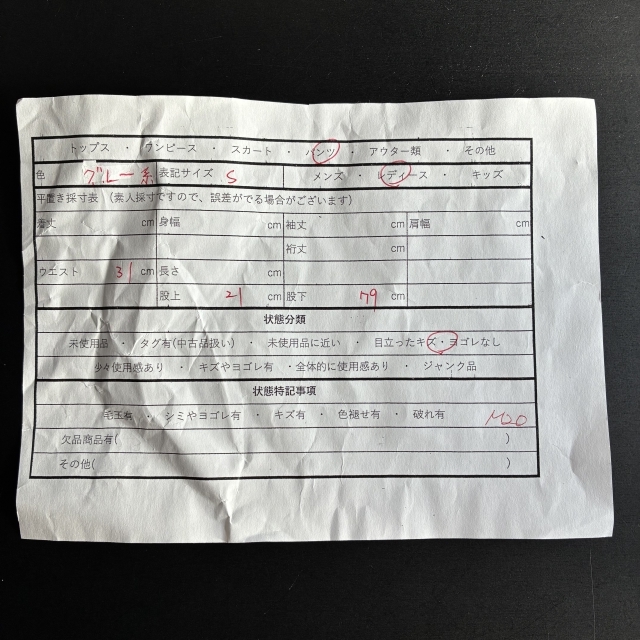 トップス ・ ワンピース ・ スカート ・ パンツ ・ アウター類 ・ その他
色 グレー系 表記サイズ S メンズ ・ レディース ・ キッズ
平置き採寸表 (素人採寸ですので、誤差がでる場合がございます)
着丈 cm 身幅 cm 袖丈 cm 肩幅 cm
裄丈 cm
ウエスト 31 cm 長さ cm
股上 21 cm 股下 79 cm
状態分類
未使用品 ・ タグ有(中古品扱い) ・ 未使用品に近い ・ 目立ったキズ・ヨゴレなし
少々使用感あり ・ キズやヨゴレ有 ・全体的に使用感あり ・ ジャンク品
状態特記事項
毛玉有 ・ シミやヨゴレ有 ・ キズ有 ・ 色褪せ有 ・ 破れ有 M20
欠品商品有( )
その他( )